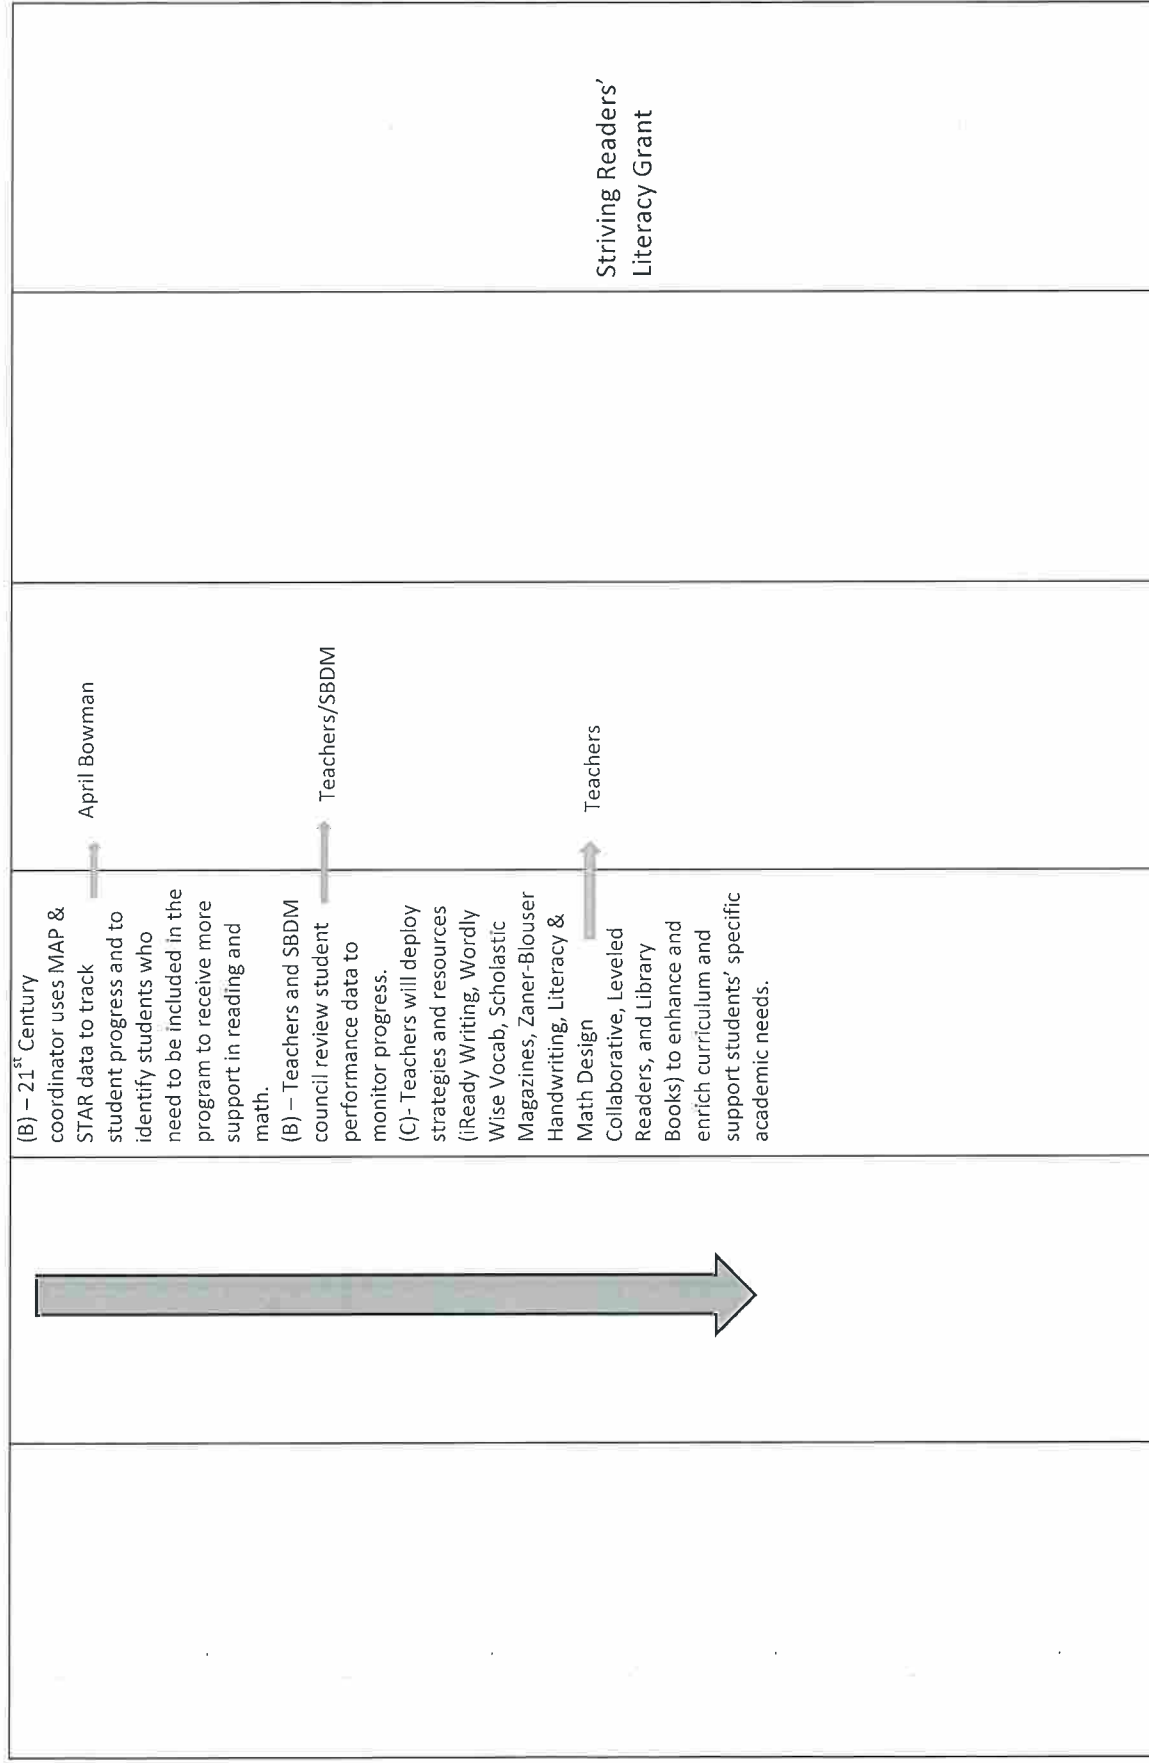 (B) – 21st Century
coordinator uses MAP &
STAR data to track
student progress and to
identify students who
need to be included in the
program to receive more
support in reading and
math.
(B) – Teachers and SBDM
council review student
performance data to
monitor progress.
(C)- Teachers will deploy
strategies and resources
(iReady Writing, Wordly
Wise Vocab, Scholastic
Magazines, Zaner-Blouser
Handwriting, Literacy &
Math Design
Collaborative, Leveled
Readers, and Library
Books) to enhance and
enrich curriculum and
support students' specific
academic needs.
April Bowman
Teachers/SBDM
Teachers
Striving Readers'
Literacy Grant